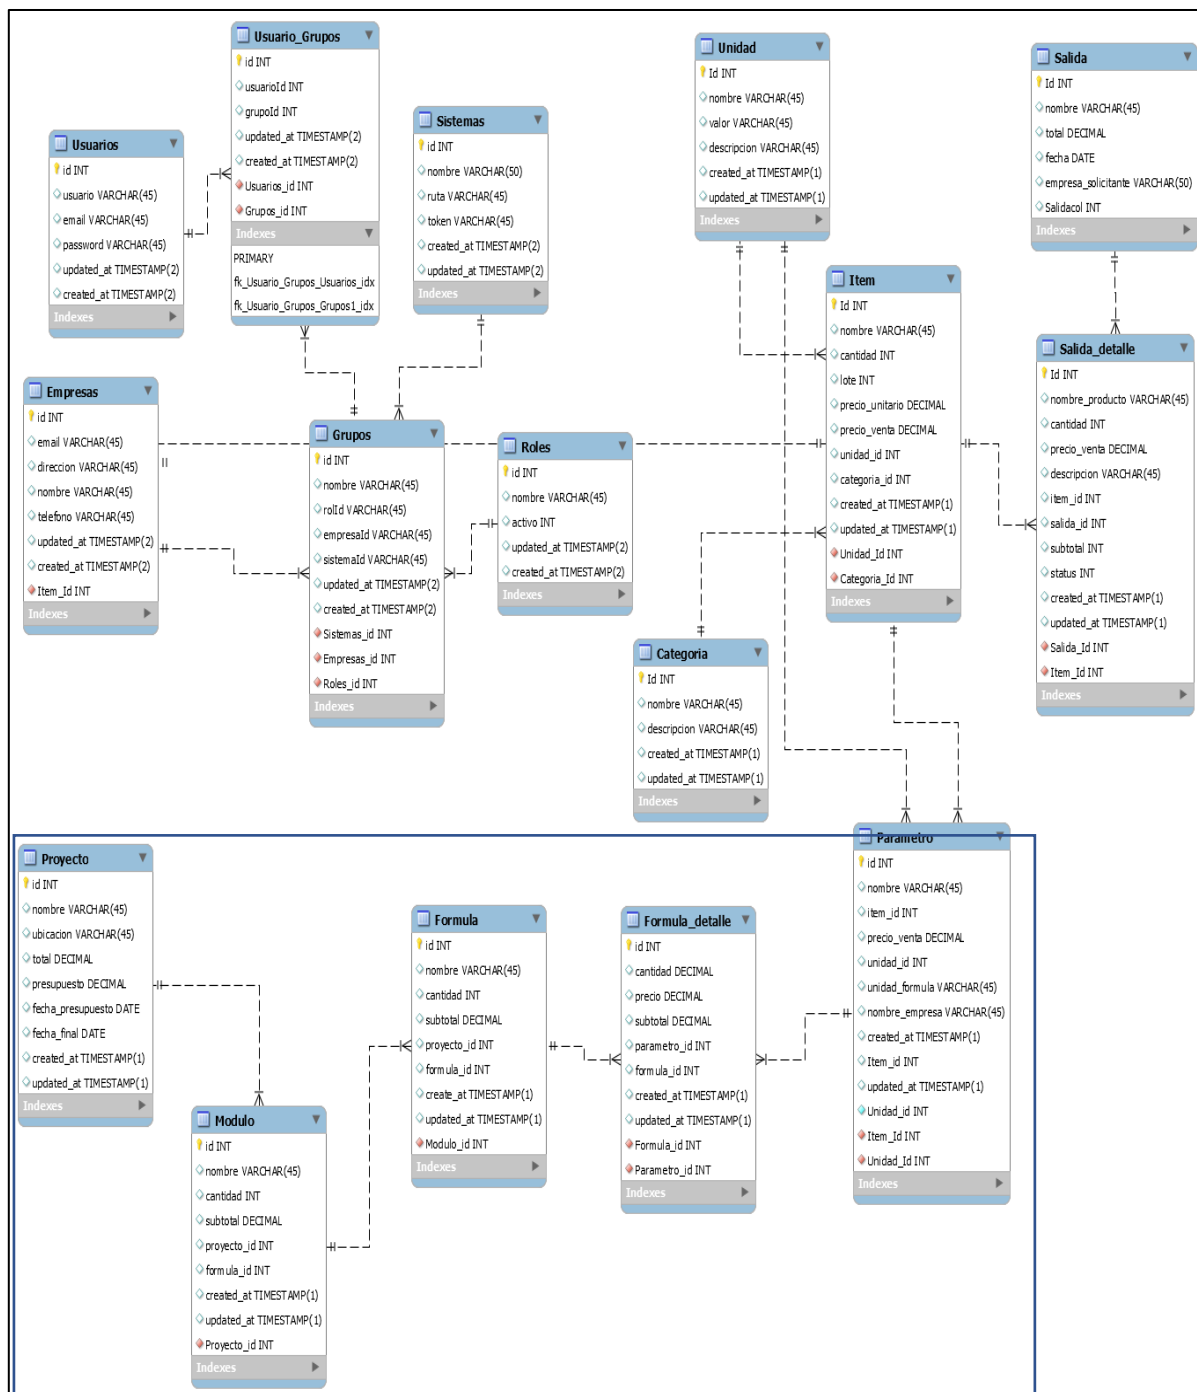 Usuario_Grupos
id INT
usuarioId INT
grupoId INT
updated_at TIMESTAMP(2)
created_at TIMESTAMP(2)
Usuarios_id INT
Grupos_id INT
Indexes
PRIMARY
fk_Usuario_Grupos_Usuarios_idx
fk_Usuario_Grupos_Grupos1_idx
Unidad
Id INT
nombre VARCHAR(45)
valor VARCHAR(45)
descripcion VARCHAR(45)
created_at TIMESTAMP(1)
updated_at TIMESTAMP(1)
Indexes
Salida
Id INT
nombre VARCHAR(45)
total DECIMAL
fecha DATE
empresa_solicitante VARCHAR(50)
Salidacol INT
Indexes
Usuarios
id INT
usuario VARCHAR(45)
email VARCHAR(45)
password VARCHAR(45)
updated_at TIMESTAMP(2)
created_at TIMESTAMP(2)
Indexes
Sistemas
id INT
nombre VARCHAR(50)
ruta VARCHAR(45)
token VARCHAR(45)
created_at TIMESTAMP(2)
updated_at TIMESTAMP(2)
Indexes
Item
Id INT
nombre VARCHAR(45)
cantidad INT
lote INT
precio_unitario DECIMAL
precio_venta DECIMAL
unidad_id INT
categoria_id INT
created_at TIMESTAMP(1)
updated_at TIMESTAMP(1)
Unidad_Id INT
Categoria_Id INT
Indexes
Salida_detalle
Id INT
nombre_producto VARCHAR(45)
cantidad INT
precio_venta DECIMAL
descripcion VARCHAR(45)
item_id INT
salida_id INT
subtotal INT
status INT
created_at TIMESTAMP(1)
updated_at TIMESTAMP(1)
Salida_Id INT
Item_Id INT
Indexes
Empresas
id INT
email VARCHAR(45)
direccion VARCHAR(45)
nombre VARCHAR(45)
telefono VARCHAR(45)
updated_at TIMESTAMP(2)
created_at TIMESTAMP(2)
Item_Id INT
Indexes
Grupos
id INT
nombre VARCHAR(45)
rolId VARCHAR(45)
empresaId VARCHAR(45)
sistemaId VARCHAR(45)
updated_at TIMESTAMP(2)
created_at TIMESTAMP(2)
Sistemas_id INT
Empresas_id INT
Roles_id INT
Indexes
Roles
id INT
nombre VARCHAR(45)
activo INT
updated_at TIMESTAMP(2)
created_at TIMESTAMP(2)
Indexes
Categoria
Id INT
nombre VARCHAR(45)
descripcion VARCHAR(45)
created_at TIMESTAMP(1)
updated_at TIMESTAMP(1)
Indexes
Proyecto
id INT
nombre VARCHAR(45)
ubicacion VARCHAR(45)
total DECIMAL
presupuesto DECIMAL
fecha_presupuesto DATE
fecha_final DATE
created_at TIMESTAMP(1)
updated_at TIMESTAMP(1)
Indexes
Modulo
id INT
nombre VARCHAR(45)
cantidad INT
subtotal DECIMAL
proyecto_id INT
formula_id INT
created_at TIMESTAMP(1)
updated_at TIMESTAMP(1)
Proyecto_id INT
Indexes
Formula
id INT
nombre VARCHAR(45)
cantidad INT
subtotal DECIMAL
proyecto_id INT
formula_id INT
create_at TIMESTAMP(1)
updated_at TIMESTAMP(1)
Modulo_id INT
Indexes
Formula_detalle
id INT
cantidad DECIMAL
precio DECIMAL
subtotal DECIMAL
parametro_id INT
formula_id INT
created_at TIMESTAMP(1)
updated_at TIMESTAMP(1)
Formula_id INT
Parametro_id INT
Indexes
Parametro
id INT
nombre VARCHAR(45)
item_id INT
precio_venta DECIMAL
unidad_id INT
unidad_formula VARCHAR(45)
nombre_empresa VARCHAR(45)
created_at TIMESTAMP(1)
Item_id INT
updated_at TIMESTAMP(1)
Unidad_id INT
Item_Id INT
Unidad_Id INT
Indexes